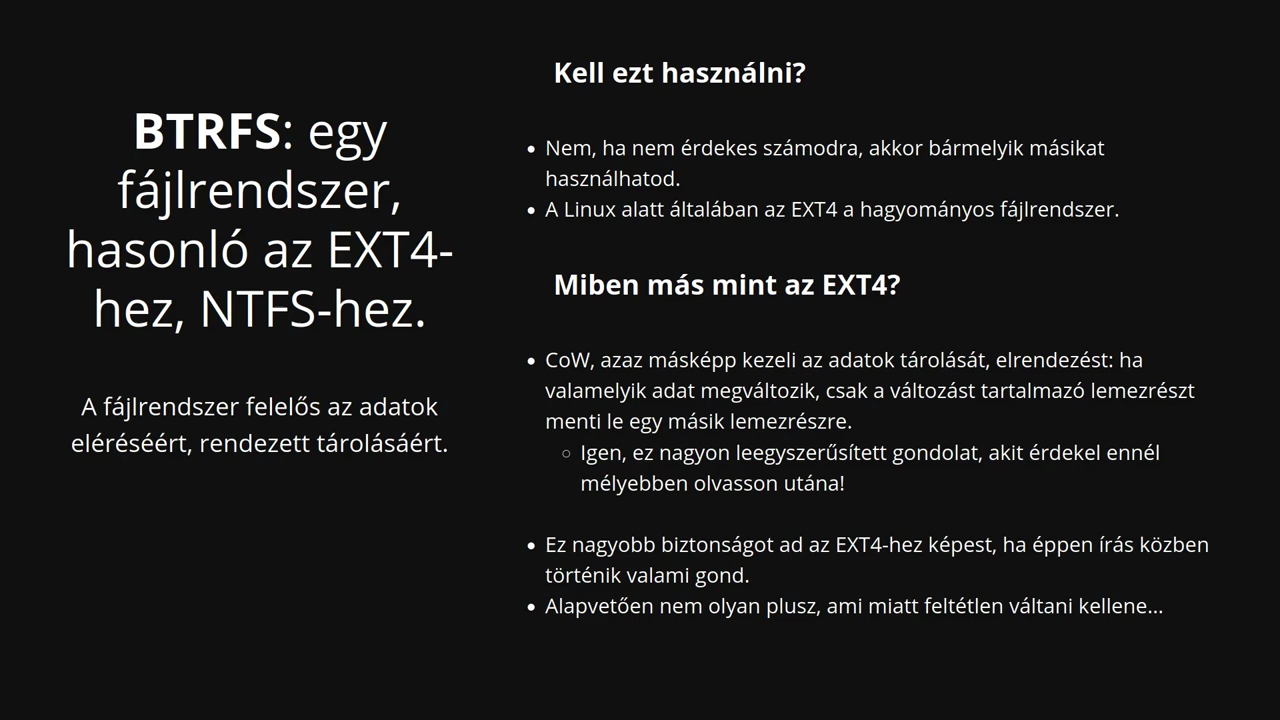 BTRFS: egy
fájlrendszer,
hasonló az EXT4-
hez, NTFS-hez.
A fájlrendszer felelős az adatok
eléréséért, rendezett tárolásáért.
Kell ezt használni?
• Nem, ha nem érdekes számodra, akkor bármelyik másikat
használhatod.
• A Linux alatt általában az EXT4 a hagyományos fájlrendszer.
Miben más mint az EXT4?
• CoW, azaz másképp kezeli az adatok tárolását, elrendezést: ha
valamelyik adat megváltozik, csak a változást tartalmazó lemezrészt
menti le egy másik lemezrészre.
○ Igen, ez nagyon leegyszerűsített gondolat, akit érdekel ennél
mélyebben olvasson utána!
• Ez nagyobb biztonságot ad az EXT4-hez képest, ha éppen írás közben
történik valami gond.
• Alapvetően nem olyan plusz, ami miatt feltétlen váltani kellene...